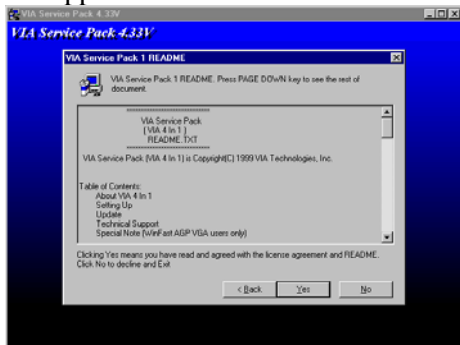 VIA Service Pack 4.33V
VIA Service Pack 4.33V
VIA Service Pack 1 README
VIA Service Pack 1 README. Press PAGE DOWN key to see the rest of
document.
==================
VIA Service Pack
[ VIA 4 In 1 ]
README.TXT
==================
VIA Service Pack (VIA 4 in 1) is Copyright(C) 1999 VIA Technologies, Inc.
Table of Contents:
About VIA 4 in 1
Setting Up
Update
Technical Support
Special Note (WinFast AGP VGA users only)
Clicking Yes means you have read and agreed with the license agreement and README.
Click No to decline and Exit
< Back
Yes
No